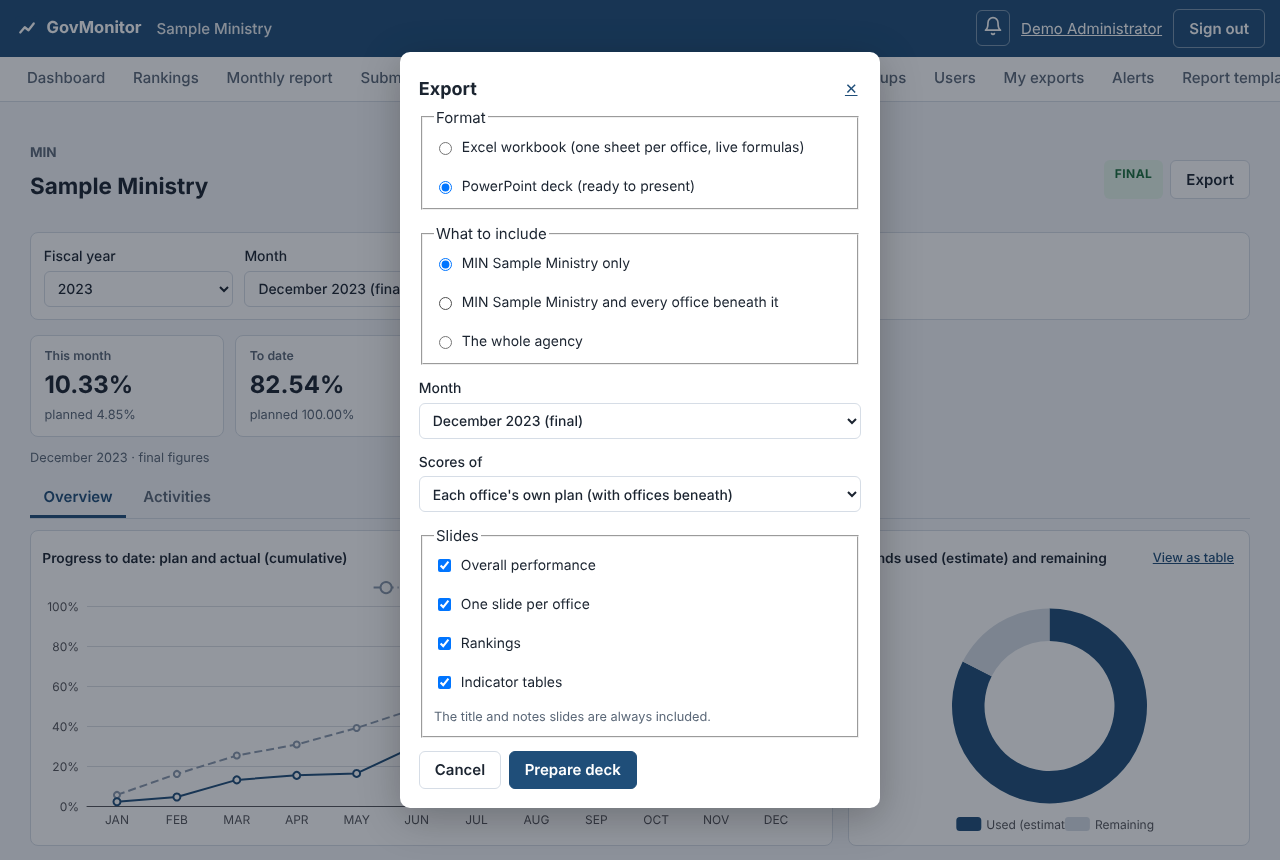 GovMonitor Sample Ministry Demo Administrator Sign out
Dashboard Rankings Monthly report Users My exports Alerts
Export ×
Format
Excel workbook (one sheet per office, live formulas)
PowerPoint deck (ready to present)
What to include
MIN Sample Ministry only
MIN Sample Ministry and every office beneath it
The whole agency
Month
December 2023 (final)
Scores of
Each office's own plan (with offices beneath)
Slides
Overall performance
One slide per office
Rankings
Indicator tables
The title and notes slides are always included.
Cancel Prepare deck
MIN
Sample Ministry
FINAL Export
Fiscal year Month
2023 December 2023
This month To date
10.33% 82.54%
planned 4.85% planned 100.00%
December 2023 · final figures
Overview Activities
Progress to date: plan and actual (cumulative)
100%
80%
60%
40%
20%
0%
JAN FEB MAR APR MAY JUN JUL AUG SEP OCT NOV DEC
used (estimate) and remaining View as table
Used Remaining